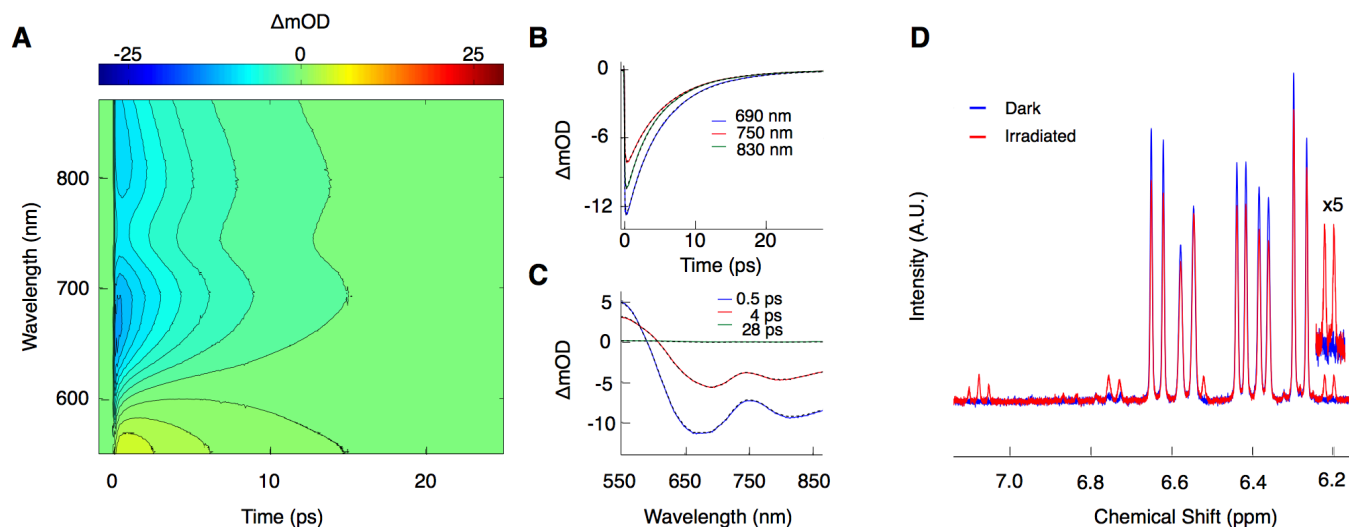 A
ΔmOD
-25 0 25
Wavelength (nm)
800
700
600
0 10 20
Time (ps)
B
ΔmOD
0
-6
-12
690 nm
750 nm
830 nm
0 20
Time (ps)
C
ΔmOD
5
0
-5
-10
0.5 ps
4 ps
28 ps
550 650 750 850
Wavelength (nm)
D
Intensity (A.U.)
Dark
Irradiated
x5
7.0 6.8 6.6 6.4 6.2
Chemical Shift (ppm)